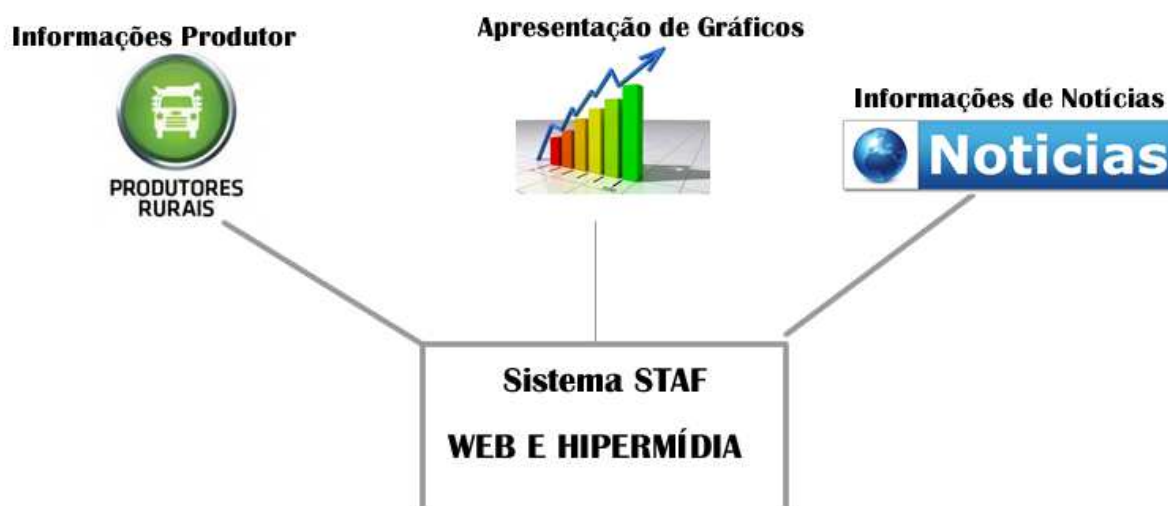 Informações Produtor
Apresentação de Gráficos
Informações de Notícias
Noticias
PRODUTORES
RURAIS
Sistema STAF
WEB E HIPERMÍDIA